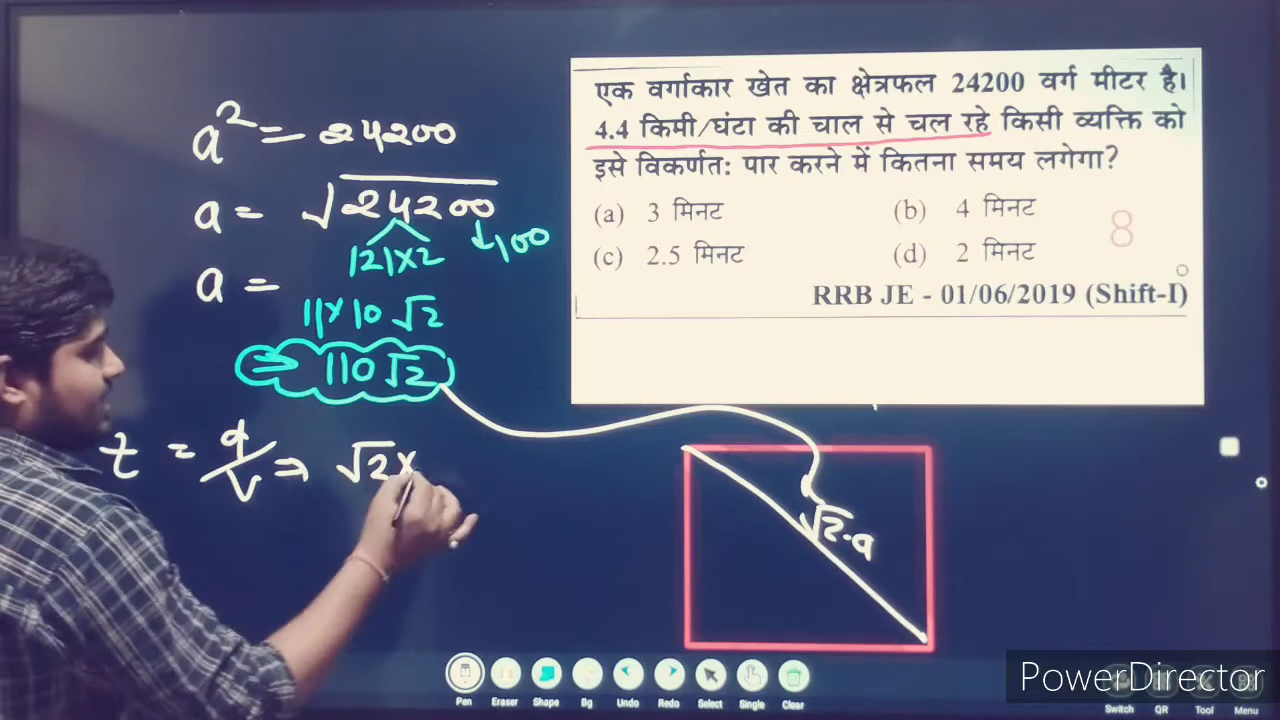 a² = 24200
a = √24200
121×2 ↓100
a =
11×10√2
⇒ 110√2
t = d/v ⇒ √2×
एक वर्गाकार खेत का क्षेत्रफल 24200 वर्ग मीटर है।
4.4 किमी/घंटा की चाल से चल रहे किसी व्यक्ति को
इसे विकर्णत: पार करने में कितना समय लगेगा?
(a) 3 मिनट (b) 4 मिनट
(c) 2.5 मिनट (d) 2 मिनट
8
RRB JE - 01/06/2019 (Shift-I)
√2·a
Pen Eraser Shape Bg Undo Redo Select Single Clear
Switch QR Tool Menu
PowerDirector